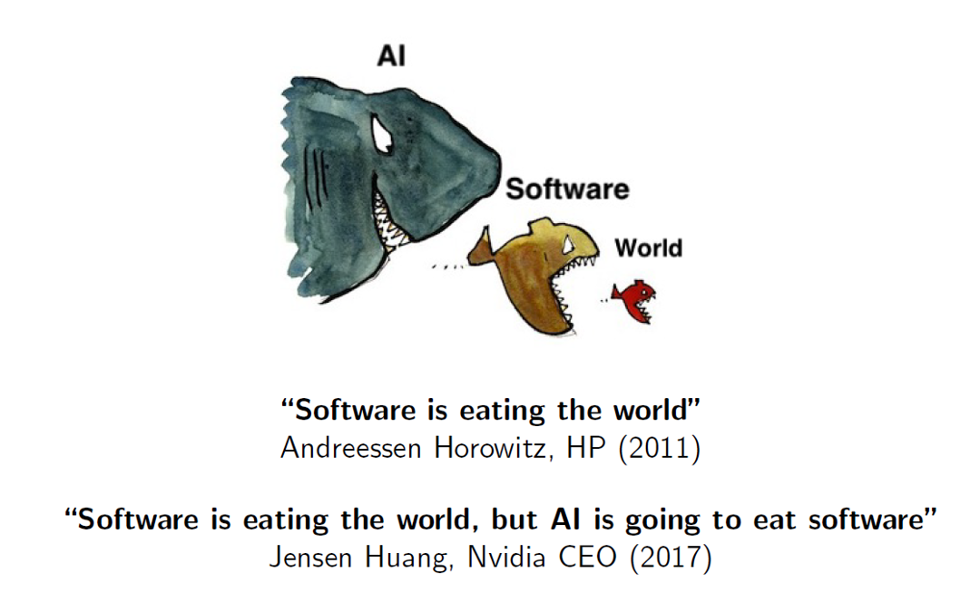 AI
Software
World
“Software is eating the world”
Andreessen Horowitz, HP (2011)
“Software is eating the world, but AI is going to eat software”
Jensen Huang, Nvidia CEO (2017)